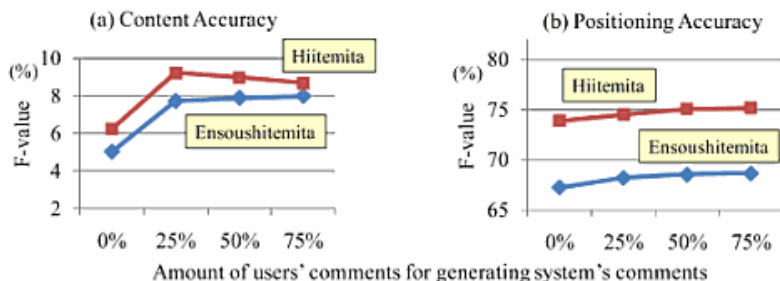 (a) Content Accuracy
(%)
F-value
10
8
6
4
2
Hiitemita
Ensoushitemita
0% 25% 50% 75%
(b) Positioning Accuracy
(%)
F-value
80
75
70
65
Hiitemita
Ensoushitemita
0% 25% 50% 75%
Amount of users' comments for generating system's comments